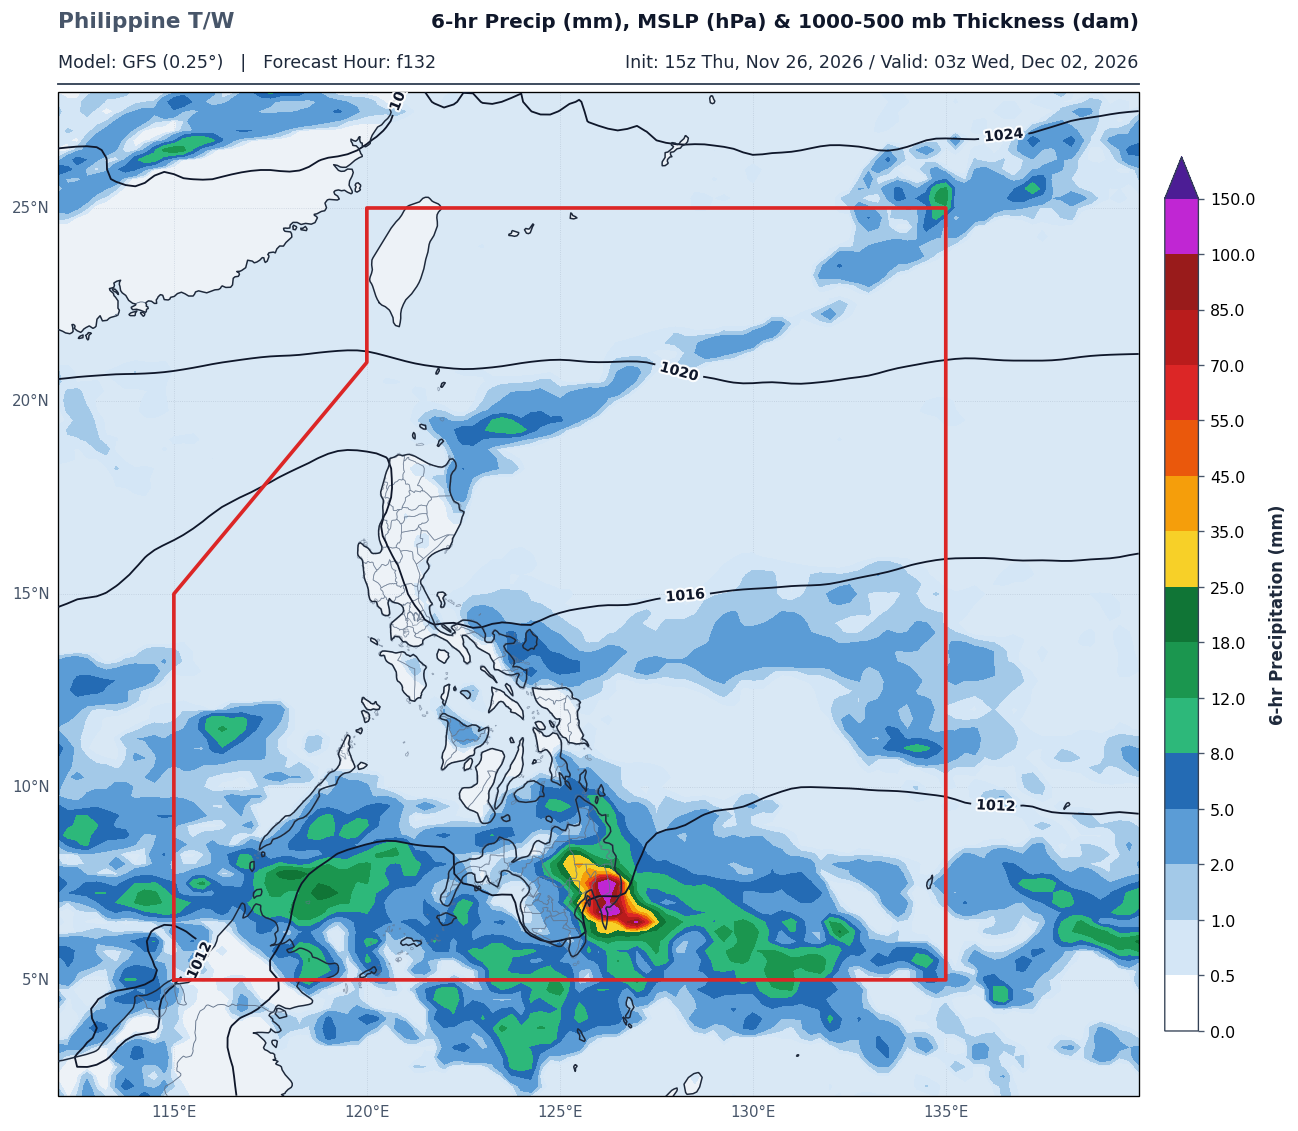 Philippine T/W
6-hr Precip (mm), MSLP (hPa) & 1000-500 mb Thickness (dam)
Model: GFS (0.25°) | Forecast Hour: f132
Init: 15z Thu, Nov 26, 2026 / Valid: 03z Wed, Dec 02, 2026
10
1024
1020
1016
1012
1012
25°N
20°N
15°N
10°N
5°N
115°E
120°E
125°E
130°E
135°E
150.0
100.0
85.0
70.0
55.0
45.0
35.0
25.0
18.0
12.0
8.0
5.0
2.0
1.0
0.5
0.0
6-hr Precipitation (mm)